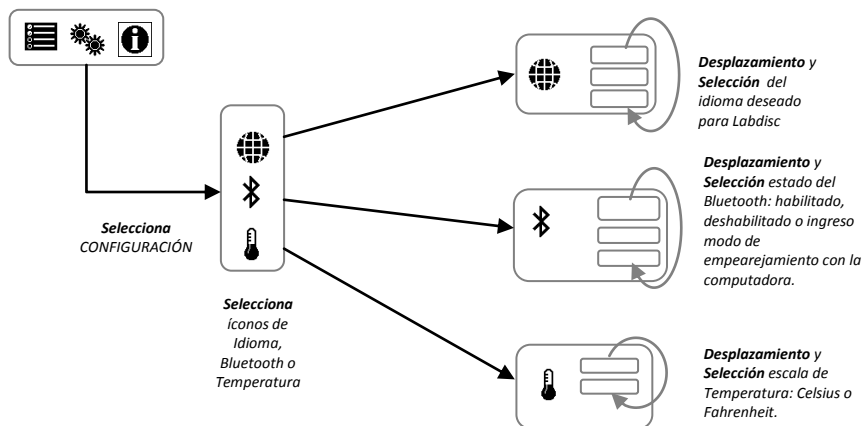 Selecciona
CONFIGURACIÓN
Selecciona
íconos de
Idioma,
Bluetooth o
Temperatura
Desplazamiento y
Selección del
idioma deseado
para Labdisc
Desplazamiento y
Selección estado del
Bluetooth: habilitado,
deshabilitado o ingreso
modo de
empearejamiento con la
computadora.
Desplazamiento y
Selección escala de
Temperatura: Celsius o
Fahrenheit.